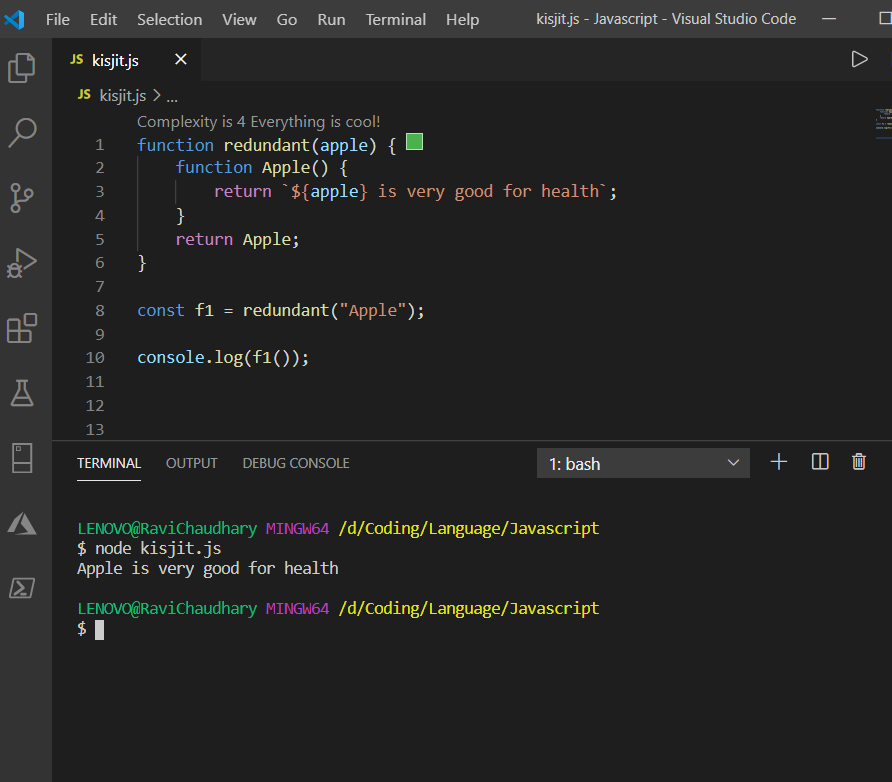 File Edit Selection View Go Run Terminal Help kisjit.js - Javascript - Visual Studio Code
JS kisjit.js
JS kisjit.js > ...
Complexity is 4 Everything is cool!
1 function redundant(apple) {
2 function Apple() {
3 return `${apple} is very good for health`;
4 }
5 return Apple;
6 }
7
8 const f1 = redundant("Apple");
9
10 console.log(f1());
11
12
13
TERMINAL OUTPUT DEBUG CONSOLE 1: bash
LENOVO@RaviChaudhary MINGW64 /d/Coding/Language/Javascript
$ node kisjit.js
Apple is very good for health
LENOVO@RaviChaudhary MINGW64 /d/Coding/Language/Javascript
$